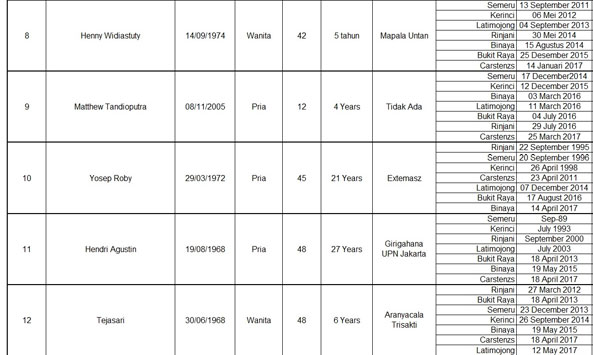 8 Henny Widiastuty 14/09/1974 Wanita 42 5 tahun Mapala Untan
Semeru 13 September 2011
Kerinci 06 Mei 2012
Latimojong 04 September 2013
Rinjani 30 Mei 2014
Binaya 15 Agustus 2014
Bukit Raya 25 Desember 2015
Carstenzs 14 Januari 2017
9 Matthew Tandioputra 08/11/2005 Pria 12 4 Years Tidak Ada
Semeru 17 December2014
Kerinci 12 December 2015
Binaya 03 March 2016
Latimojong 11 March 2016
Bukit Raya 04 July 2016
Rinjani 29 July 2016
Carstenzs 25 March 2017
10 Yosep Roby 29/03/1972 Pria 45 21 Years Extemasz
Rinjani 22 September 1995
Semeru 20 September 1996
Kerinci 26 April 1998
Carstenzs 23 April 2011
Latimojong 07 December 2014
Bukit Raya 17 August 2016
Binaya 14 April 2017
11 Hendri Agustin 19/08/1968 Pria 48 27 Years Girigahana
UPN Jakarta
Semeru Sep-89
Kerinci July 1993
Rinjani September 2000
Latimojong July 2003
Bukit Raya 18 April 2013
Binaya 19 May 2015
Carstenzs 18 April 2017
12 Tejasari 30/06/1968 Wanita 48 6 Years Aranyacala
Trisakti
Rinjani 27 March 2012
Bukit Raya 18 April 2013
Semeru 23 December 2013
Kerinci 26 September 2014
Binaya 19 May 2015
Carstenzs 18 April 2017
Latimojong 12 May 2017